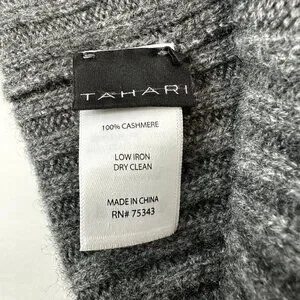 TAHARI
100% CASHMERE
LOW IRON
DRY CLEAN
MADE IN CHINA
RN# 75343